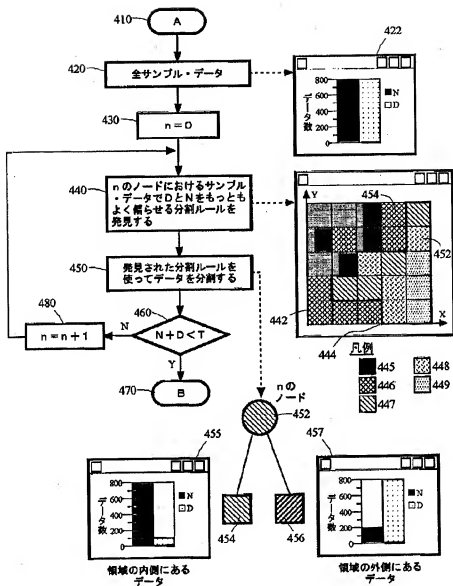 410
A
420
全サンプル・データ
422
800
600
400
200
0
データ数
N
D
430
n=D
440
nのノードにおけるサンプル
・データでDとNをもっとも
よく偏らせる分割ルールを
発見する
Y
454
452
442
444
X
450
発見された分割ルールを
使ってデータを分割する
凡例
445
446
447
448
449
480
n=n+1
N
460
N+D<T
Y
470
B
nの
ノード
452
454
456
455
800
600
400
200
0
データ数
N
D
領域の内側にある
データ
457
800
600
400
200
0
データ数
N
D
領域の外側にある
データ